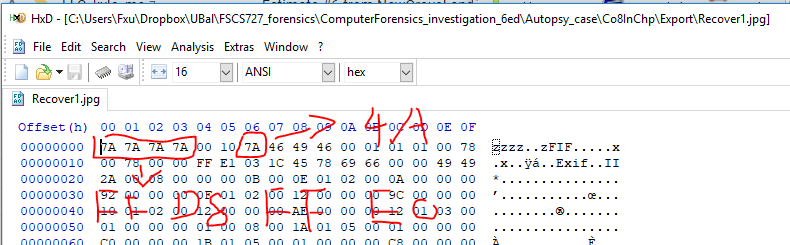 HxD - [C:\Users\Fxu\Dropbox\UBal\FSCS727_forensics\ComputerForensics_investigation_6ed\Autopsy_case\Co8InChp\Export\Recover1.jpg]
File Edit Search View Analysis Extras Window ?
16 ANSI hex
Recover1.jpg
4A
Offset(h) 00 01 02 03 04 05 06 07 08 09 0A 0B 0C 0D 0E 0F
00000000 7A 7A 7A 7A 00 10 7A 46 49 46 00 01 01 01 00 78 zzzz..zFIF.....x
00000010 00 78 00 00 FF E1 03 1C 45 78 69 66 00 00 49 49 .x..ÿá..Exif..II
00000020 2A 00 08 00 00 00 0B 00 0E 01 02 00 0A 00 00 00 *...............
00000030 92 00 00 00 0F 01 02 00 12 00 00 00 9C 00 00 00 '...........œ...
FF D8 FF E0
00000040 10 01 02 00 12 00 00 00 AE 00 00 00 12 01 03 00 ........®.......
00000050 01 00 00 00 01 00 08 00 1A 01 05 00 01 00 00 00 ................
00000060 C0 00 00 00 1B 01 05 00 01 00 00 00 C8 00 00 00 À...........È...